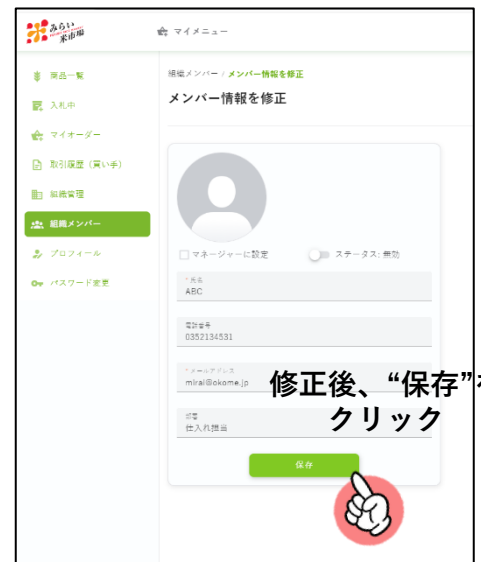 みらい
米市場
マイメニュー
商品一覧
入札中
マイオーダー
取引履歴（買い手）
組織管理
組織メンバー
プロフィール
パスワード変更
組織メンバー / メンバー情報を修正
メンバー情報を修正
マネージャーに設定
ステータス: 無効
*氏名
ABC
電話番号
0352134531
*メールアドレス
mirai@okome.jp
部署
仕入れ担当
修正後、“保存”を
クリック
保存